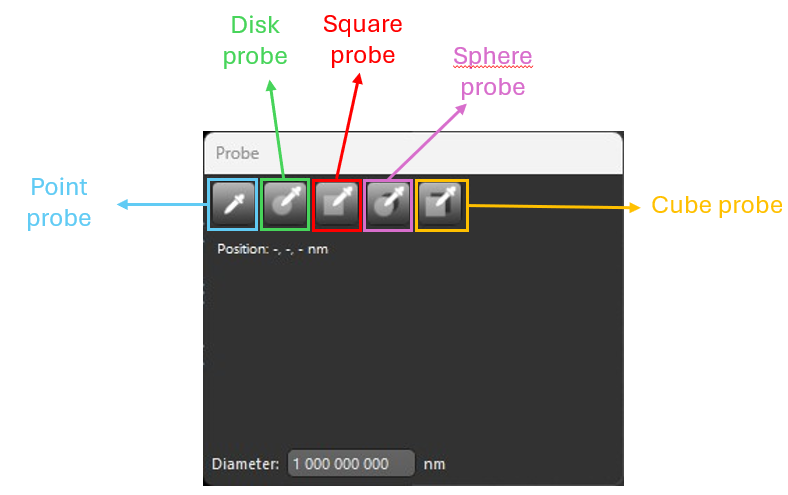 Disk
probe
Square
probe
Sphere
probe
Probe
Point
probe
Cube probe
Position: -, -, - nm
Diameter: 1 000 000 000 nm